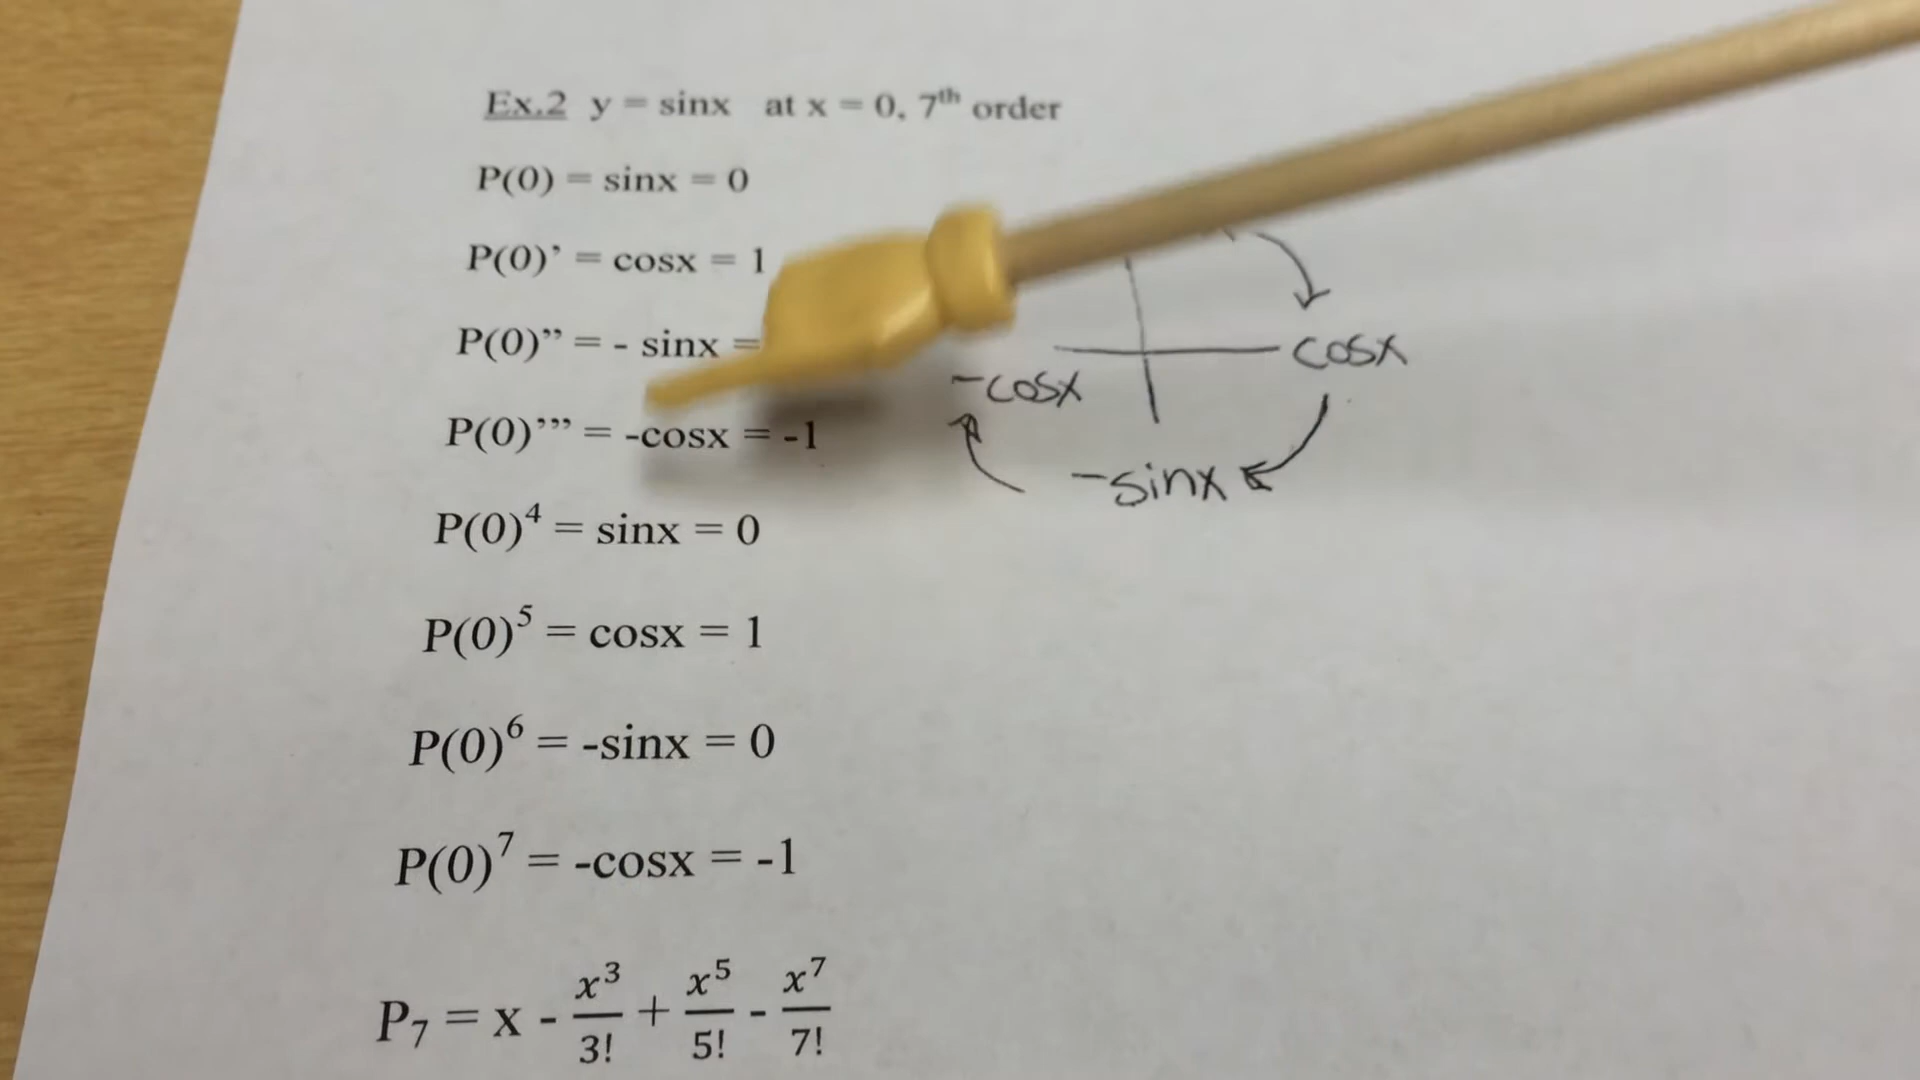 Ex.2 y = sinx at x = 0, 7th order
P(0) = sinx = 0
P(0)' = cosx = 1
P(0)'' = - sinx =
P(0)''' = -cosx = -1
P(0)⁴ = sinx = 0
P(0)⁵ = cosx = 1
P(0)⁶ = -sinx = 0
P(0)⁷ = -cosx = -1
P₇ = x - x³/3! + x⁵/5! - x⁷/7!
cosx
-cosx
-sinx